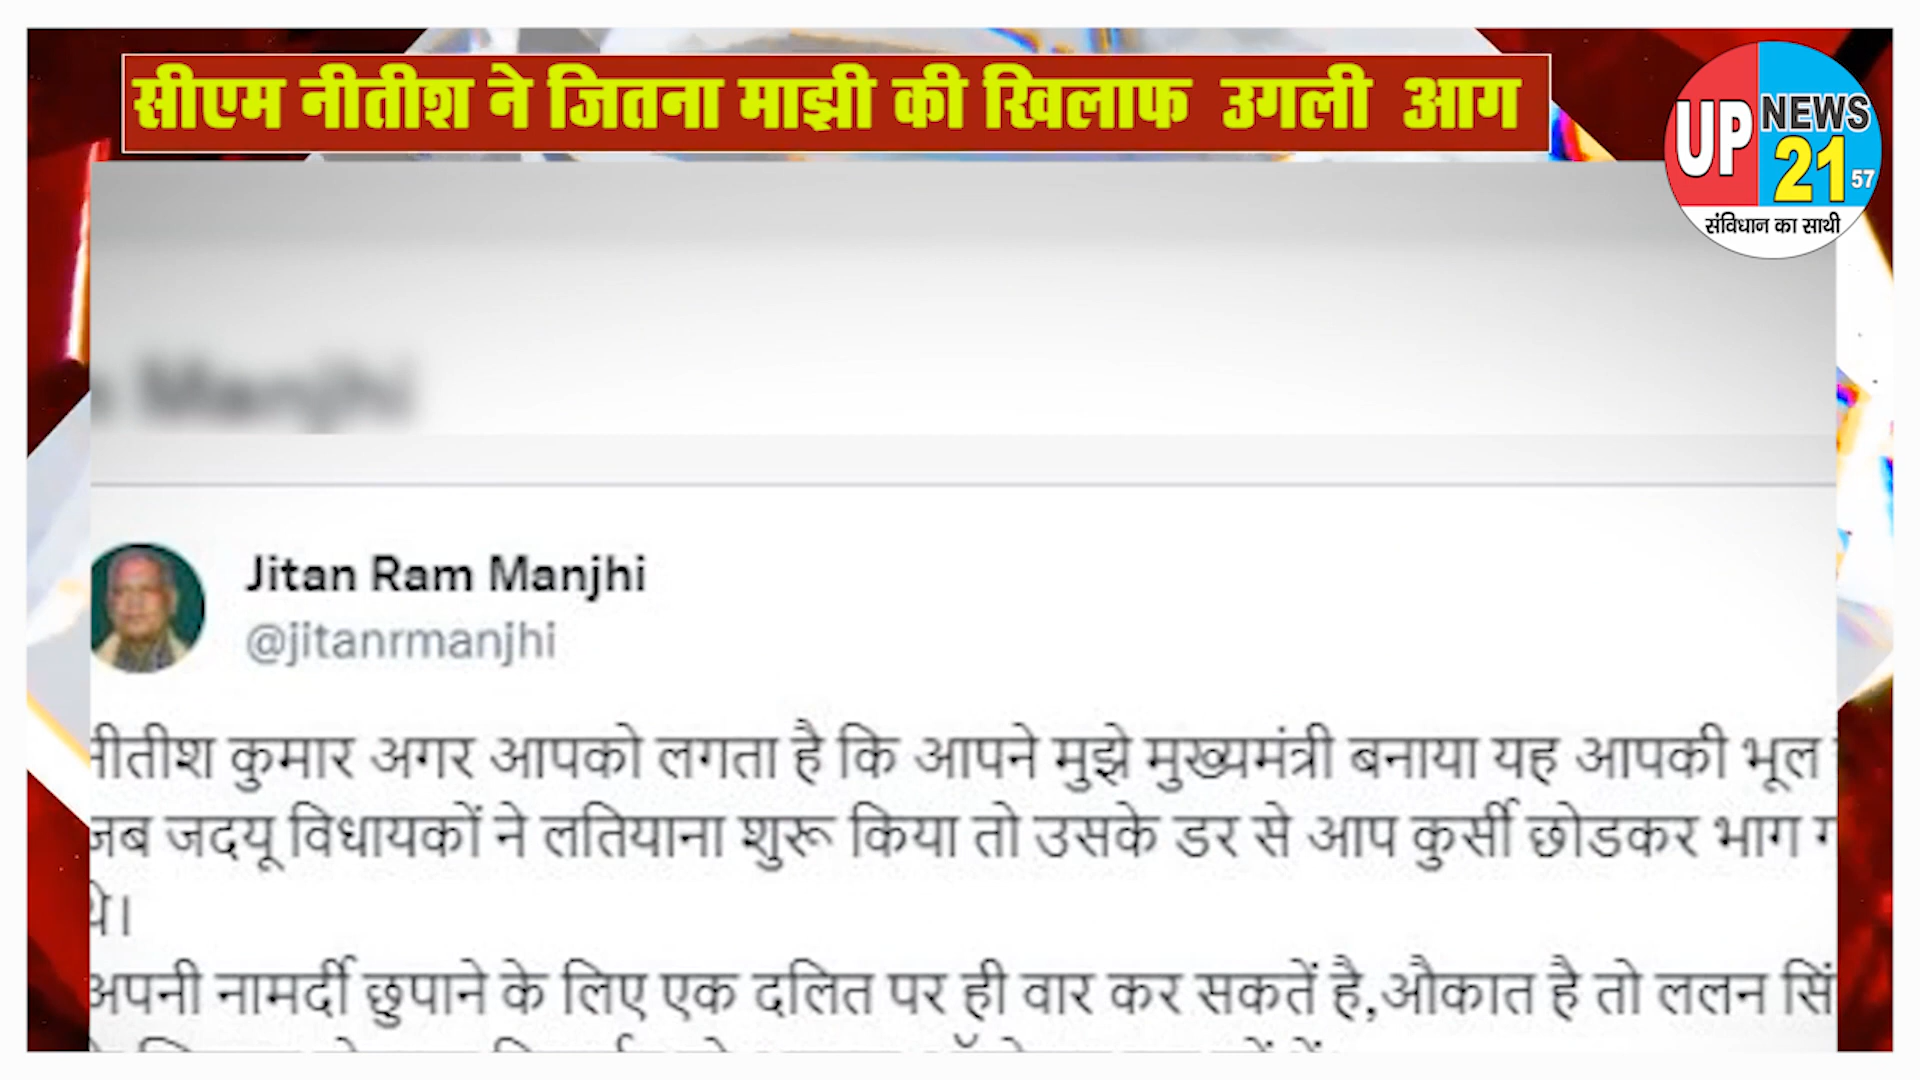 सीएम नीतीश ने जितना माझी की खिलाफ उगली आग
UP NEWS 21 57
संविधान का साथी
Manjhi
Jitan Ram Manjhi
@jitanrmanjhi
नीतीश कुमार अगर आपको लगता है कि आपने मुझे मुख्यमंत्री बनाया यह आपकी भूल
जब जदयू विधायकों ने लतियाना शुरू किया तो उसके डर से आप कुर्सी छोडकर भाग ग
थे।
अपनी नामर्दी छुपाने के लिए एक दलित पर ही वार कर सकतें है,औकात है तो ललन सिं